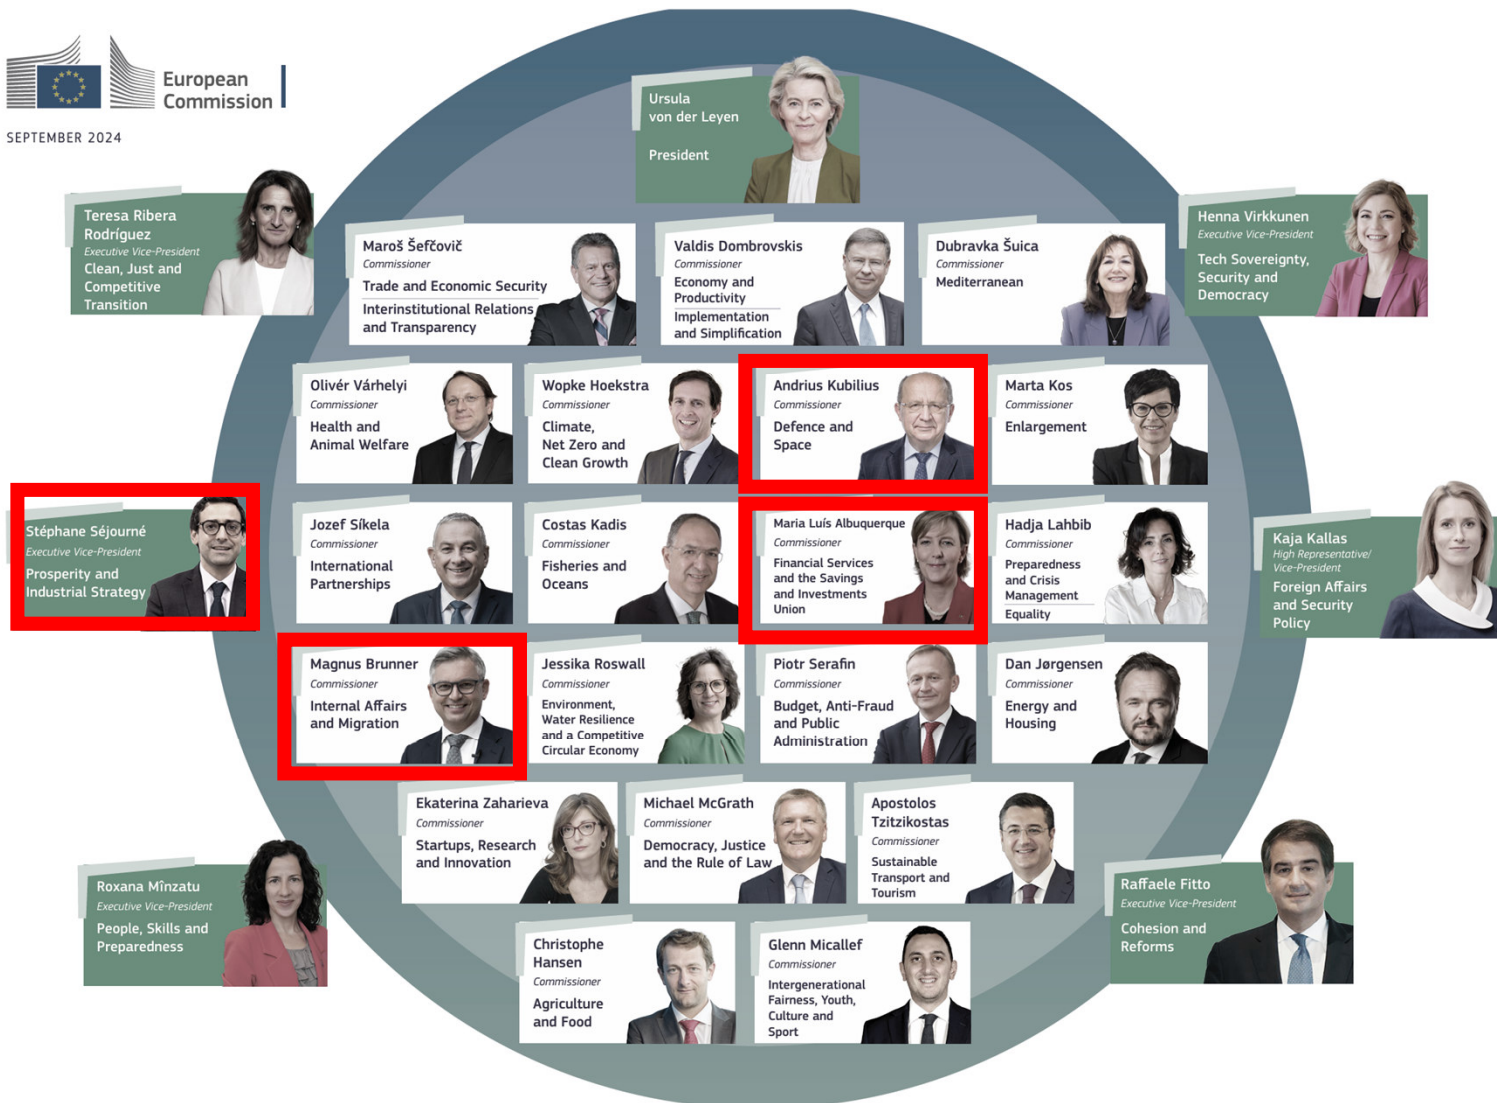 European
Commission
SEPTEMBER 2024
Ursula
von der Leyen
President
Teresa Ribera
Rodríguez
Executive Vice-President
Clean, Just and
Competitive
Transition
Henna Virkkunen
Executive Vice-President
Tech Sovereignty,
Security and
Democracy
Maroš Šefčovič
Commissioner
Trade and Economic Security
Interinstitutional Relations
and Transparency
Valdis Dombrovskis
Commissioner
Economy and
Productivity
Implementation
and Simplification
Dubravka Šuica
Commissioner
Mediterranean
Olivér Várhelyi
Commissioner
Health and
Animal Welfare
Wopke Hoekstra
Commissioner
Climate,
Net Zero and
Clean Growth
Andrius Kubilius
Commissioner
Defence and
Space
Marta Kos
Commissioner
Enlargement
Stéphane Séjourné
Executive Vice-President
Prosperity and
Industrial Strategy
Jozef Síkela
Commissioner
International
Partnerships
Costas Kadis
Commissioner
Fisheries and
Oceans
Maria Luís Albuquerque
Commissioner
Financial Services
and the Savings
and Investments
Union
Hadja Lahbib
Commissioner
Preparedness
and Crisis
Management
Equality
Kaja Kallas
High Representative/
Vice-President
Foreign Affairs
and Security
Policy
Magnus Brunner
Commissioner
Internal Affairs
and Migration
Jessika Roswall
Commissioner
Environment,
Water Resilience
and a Competitive
Circular Economy
Piotr Serafin
Commissioner
Budget, Anti-Fraud
and Public
Administration
Dan Jørgensen
Commissioner
Energy and
Housing
Ekaterina Zaharieva
Commissioner
Startups, Research
and Innovation
Michael McGrath
Commissioner
Democracy, Justice
and the Rule of Law
Apostolos
Tzitzikostas
Commissioner
Sustainable
Transport and
Tourism
Roxana Mînzatu
Executive Vice-President
People, Skills and
Preparedness
Raffaele Fitto
Executive Vice-President
Cohesion and
Reforms
Christophe
Hansen
Commissioner
Agriculture
and Food
Glenn Micallef
Commissioner
Intergenerational
Fairness, Youth,
Culture and
Sport